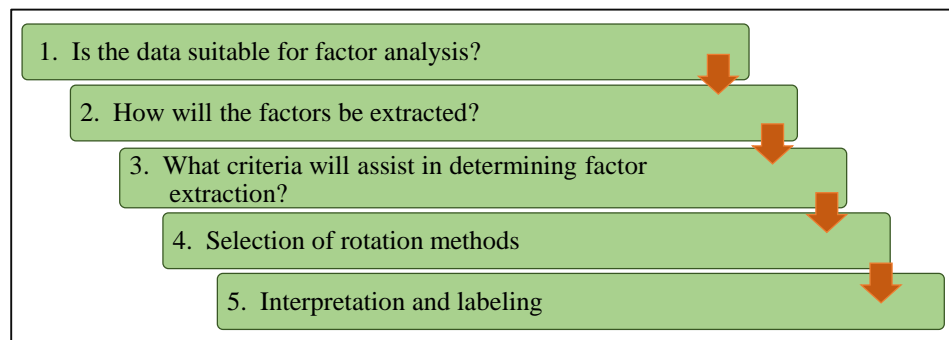 1. Is the data suitable for factor analysis?
2. How will the factors be extracted?
3. What criteria will assist in determining factor
extraction?
4. Selection of rotation methods
5. Interpretation and labeling